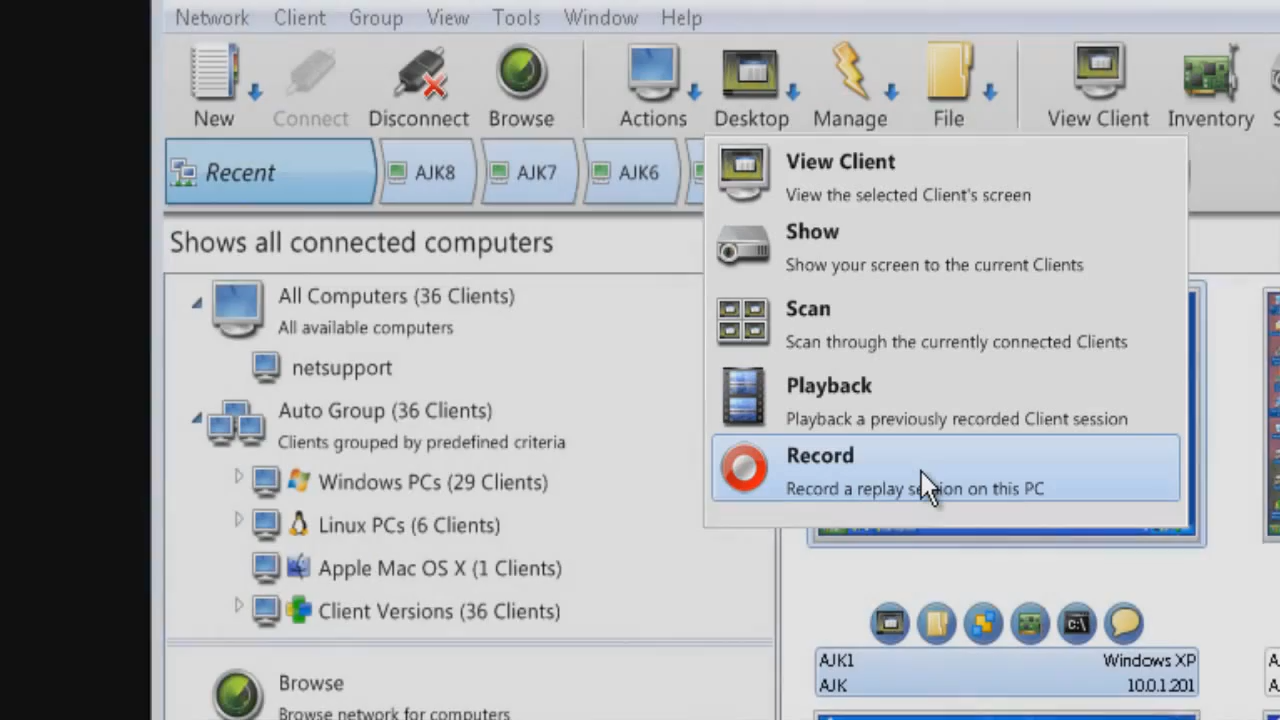 Network Client Group View Tools Window Help
New Connect Disconnect Browse Actions Desktop Manage File View Client Inventory
Recent AJK8 AJK7 AJK6
View Client
View the selected Client's screen
Show
Show your screen to the current Clients
Scan
Scan through the currently connected Clients
Playback
Playback a previously recorded Client session
Record
Record a replay session on this PC
Shows all connected computers
All Computers (36 Clients)
All available computers
netsupport
Auto Group (36 Clients)
Clients grouped by predefined criteria
Windows PCs (29 Clients)
Linux PCs (6 Clients)
Apple Mac OS X (1 Clients)
Client Versions (36 Clients)
Browse
Browse network for computers
C:\
AJK1 Windows XP
AJK 10.0.1.201